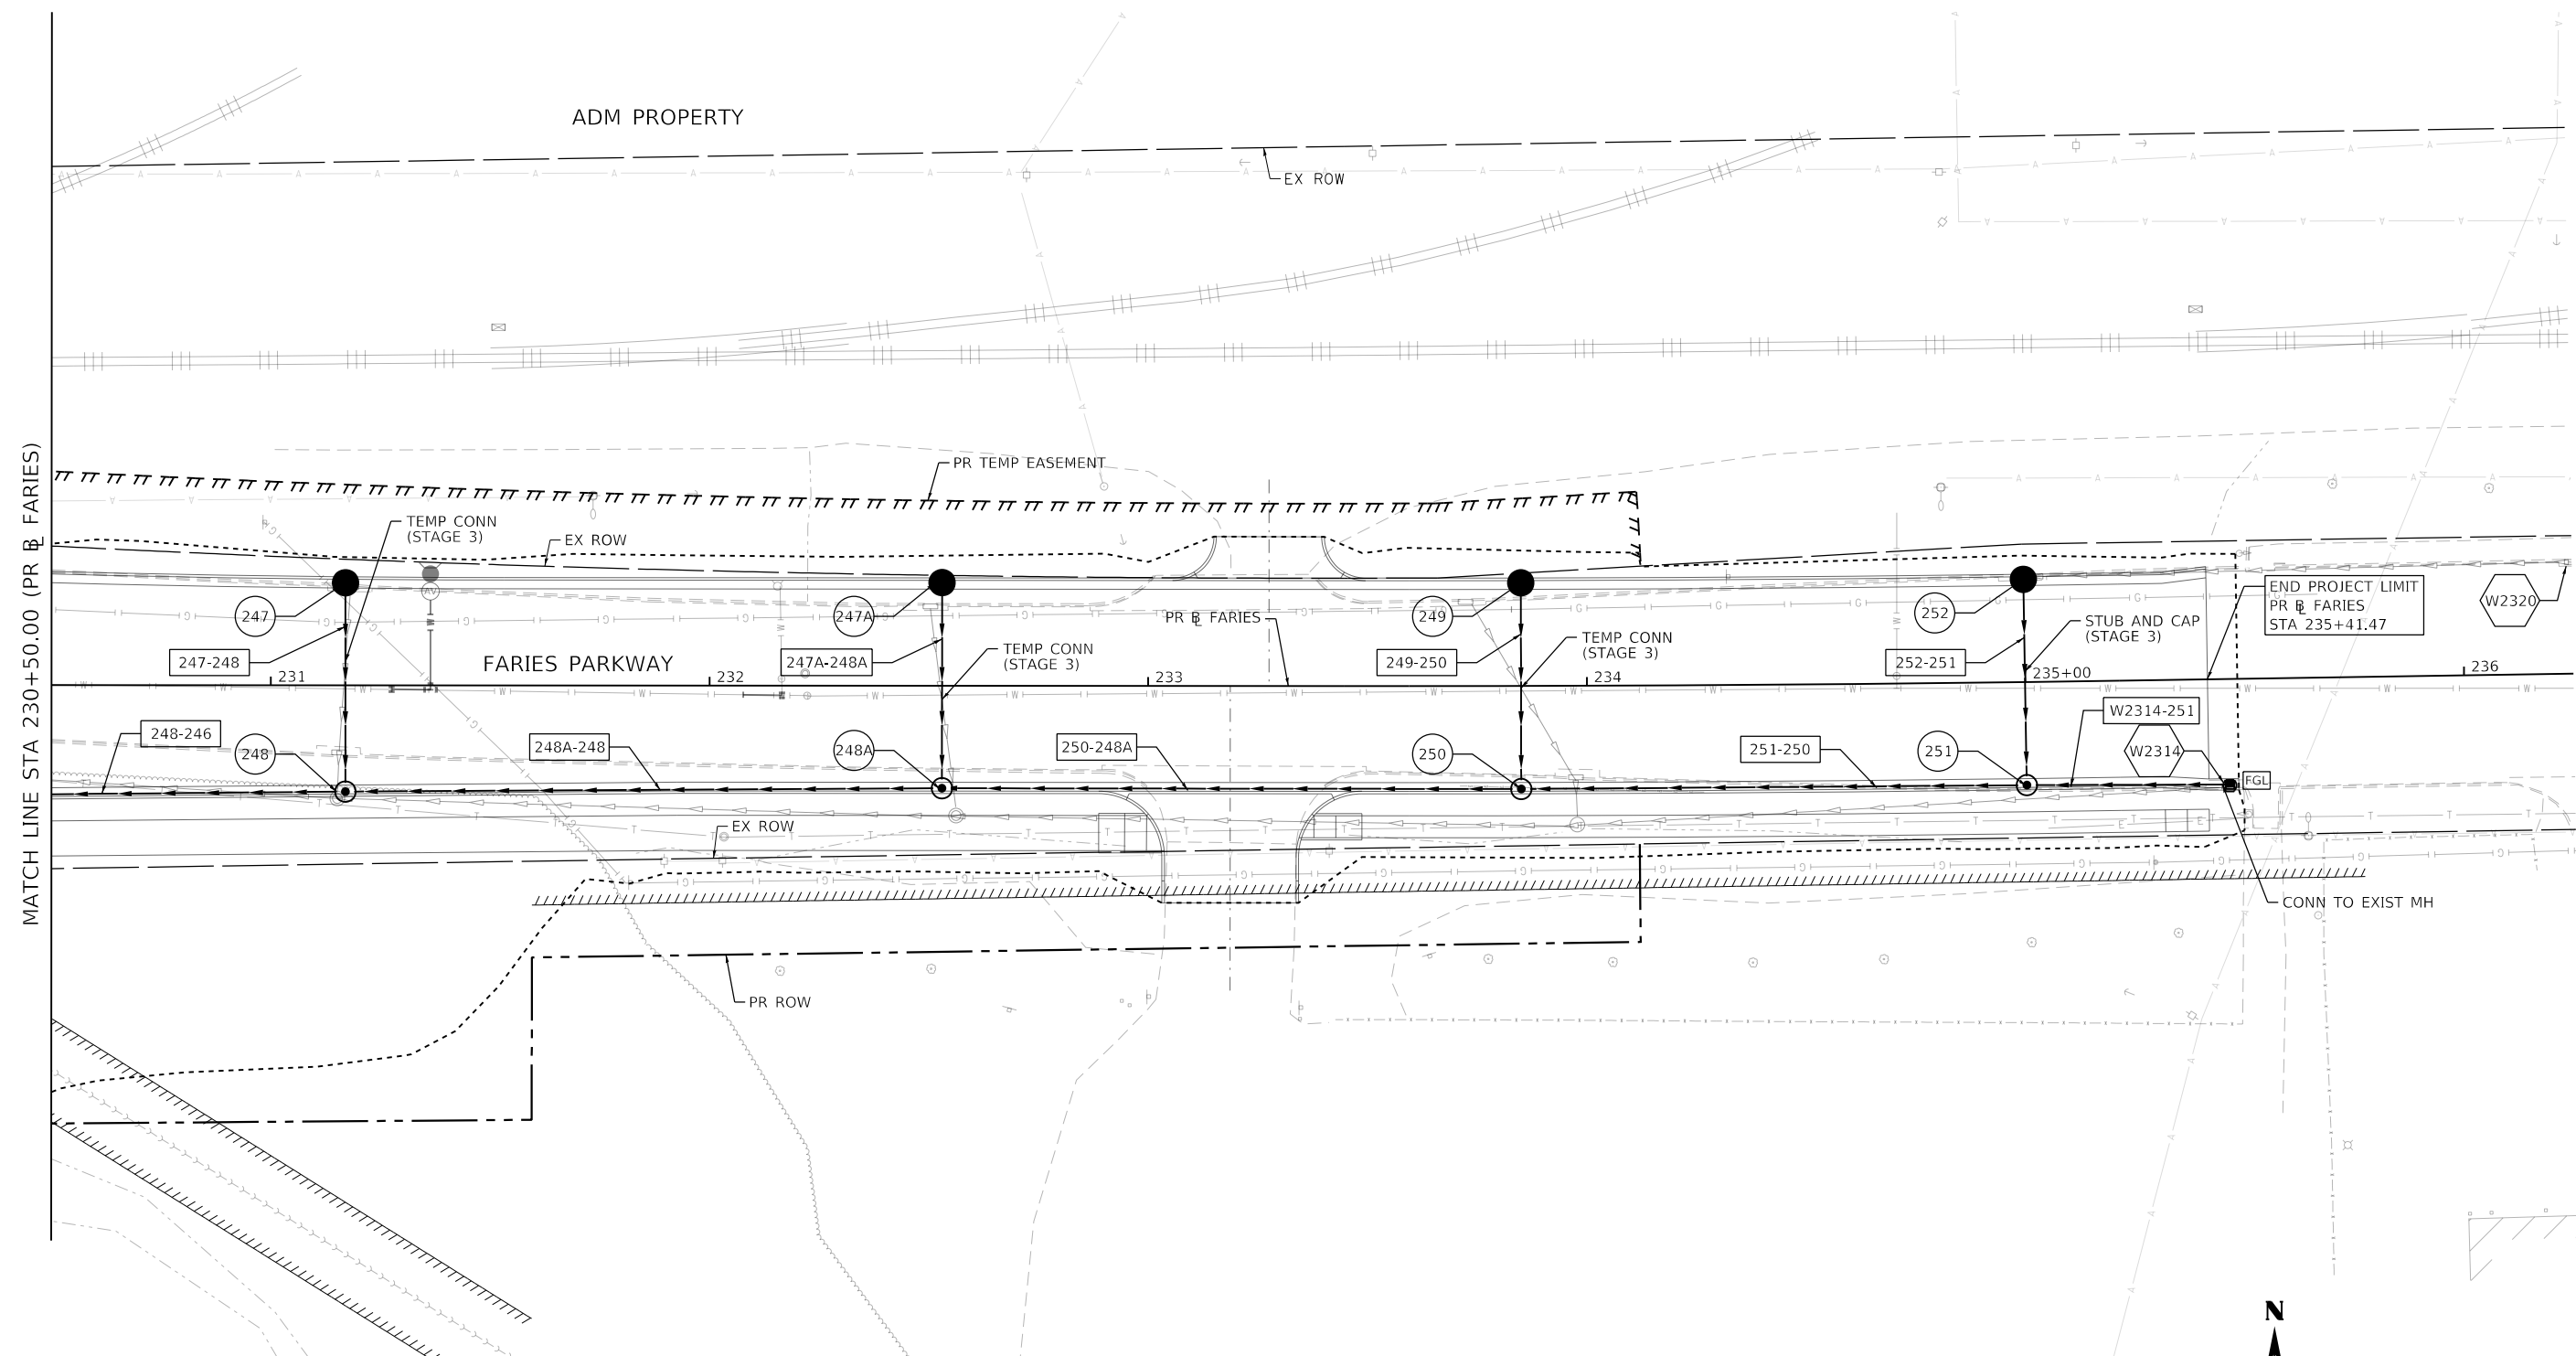 ADM PROPERTY
EX ROW
MATCH LINE STA 230+50.00 (PR BL FARIES)
PR TEMP EASEMENT
TEMP CONN
(STAGE 3)
EX ROW
247
247A
249
252
END PROJECT LIMIT
PR BL FARIES
STA 235+41.47
W2320
PR BL FARIES
STUB AND CAP
(STAGE 3)
247-248
FARIES PARKWAY
247A-248A
TEMP CONN
(STAGE 3)
249-250
TEMP CONN
(STAGE 3)
252-251
231
232
233
234
235+00
236
248-246
248
248A-248
248A
250-248A
250
251-250
251
W2314-251
W2314
FGL
EX ROW
CONN TO EXIST MH
PR ROW
N